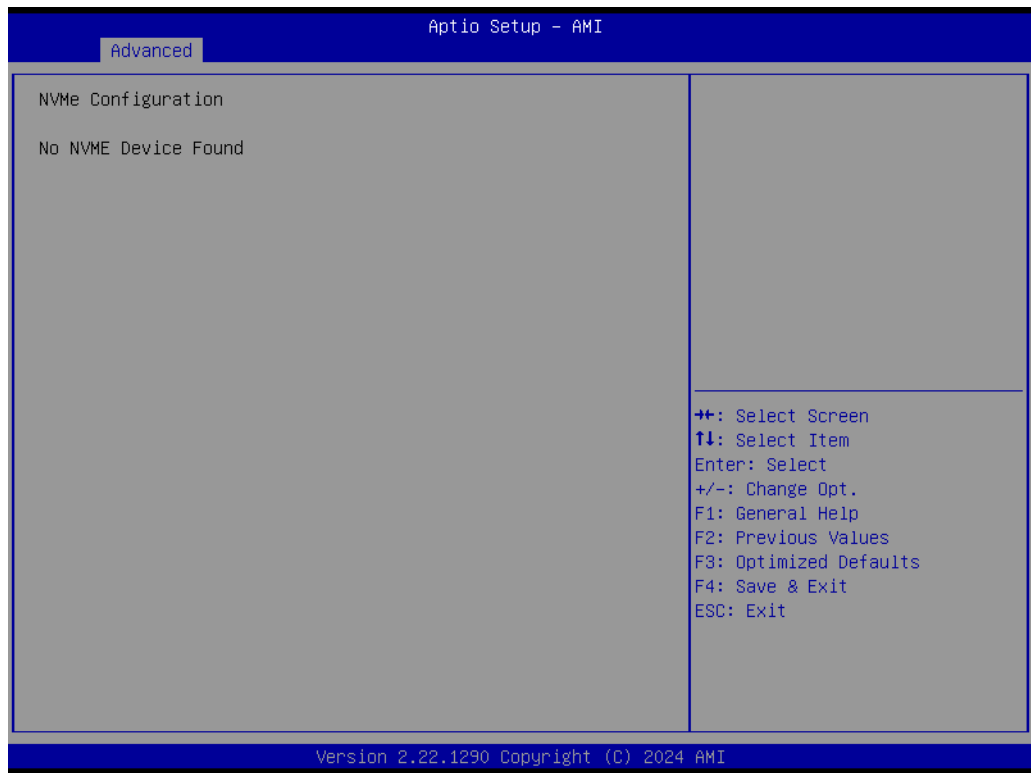 Aptio Setup – AMI
Advanced
NVMe Configuration
No NVME Device Found
→←: Select Screen
↑↓: Select Item
Enter: Select
+/-: Change Opt.
F1: General Help
F2: Previous Values
F3: Optimized Defaults
F4: Save & Exit
ESC: Exit
Version 2.22.1290 Copyright (C) 2024 AMI